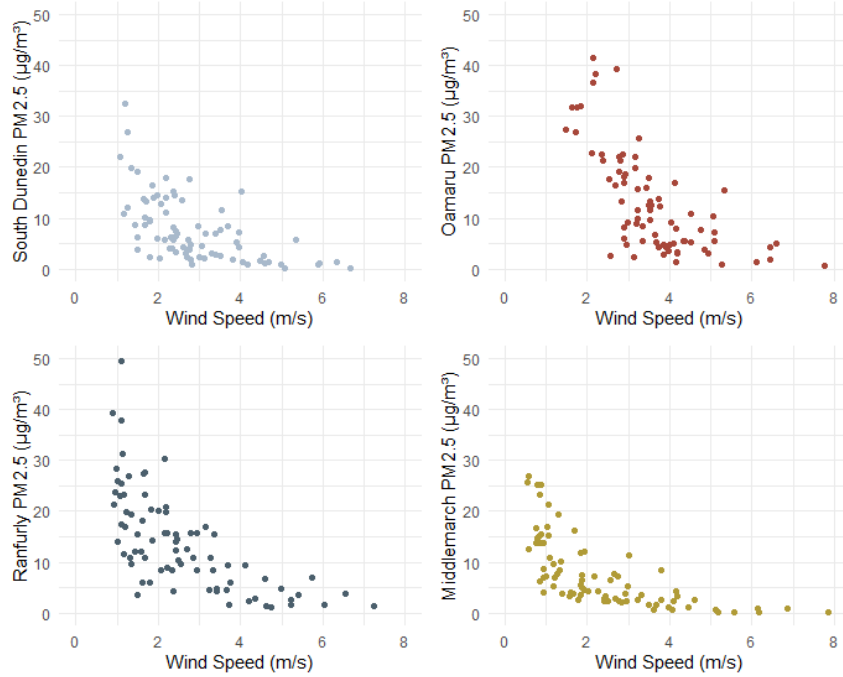 South Dunedin PM2.5 (µg/m³)
50
40
30
20
10
0
0 2 4 6 8
Wind Speed (m/s)
Oamaru PM2.5 (µg/m³)
50
40
30
20
10
0
0 2 4 6 8
Wind Speed (m/s)
Ranfurly PM2.5 (µg/m³)
50
40
30
20
10
0
0 2 4 6 8
Wind Speed (m/s)
Middlemarch PM2.5 (µg/m³)
50
40
30
20
10
0
0 2 4 6 8
Wind Speed (m/s)